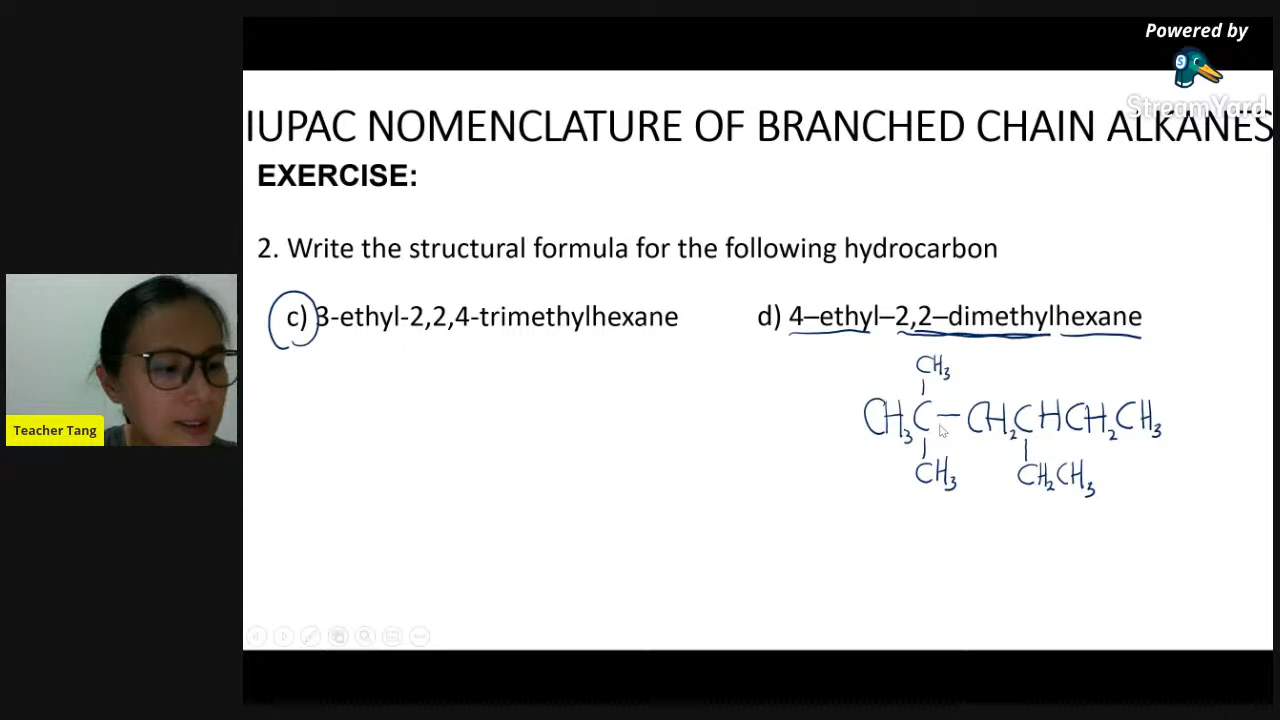 Powered by
StreamYard
IUPAC NOMENCLATURE OF BRANCHED CHAIN ALKANES
EXERCISE:
2. Write the structural formula for the following hydrocarbon
c) 3-ethyl-2,2,4-trimethylhexane
d) 4–ethyl–2,2–dimethylhexane
CH₃
CH₃C–CH₂CHCH₂CH₃
CH₃ CH₂CH₃
Teacher Tang